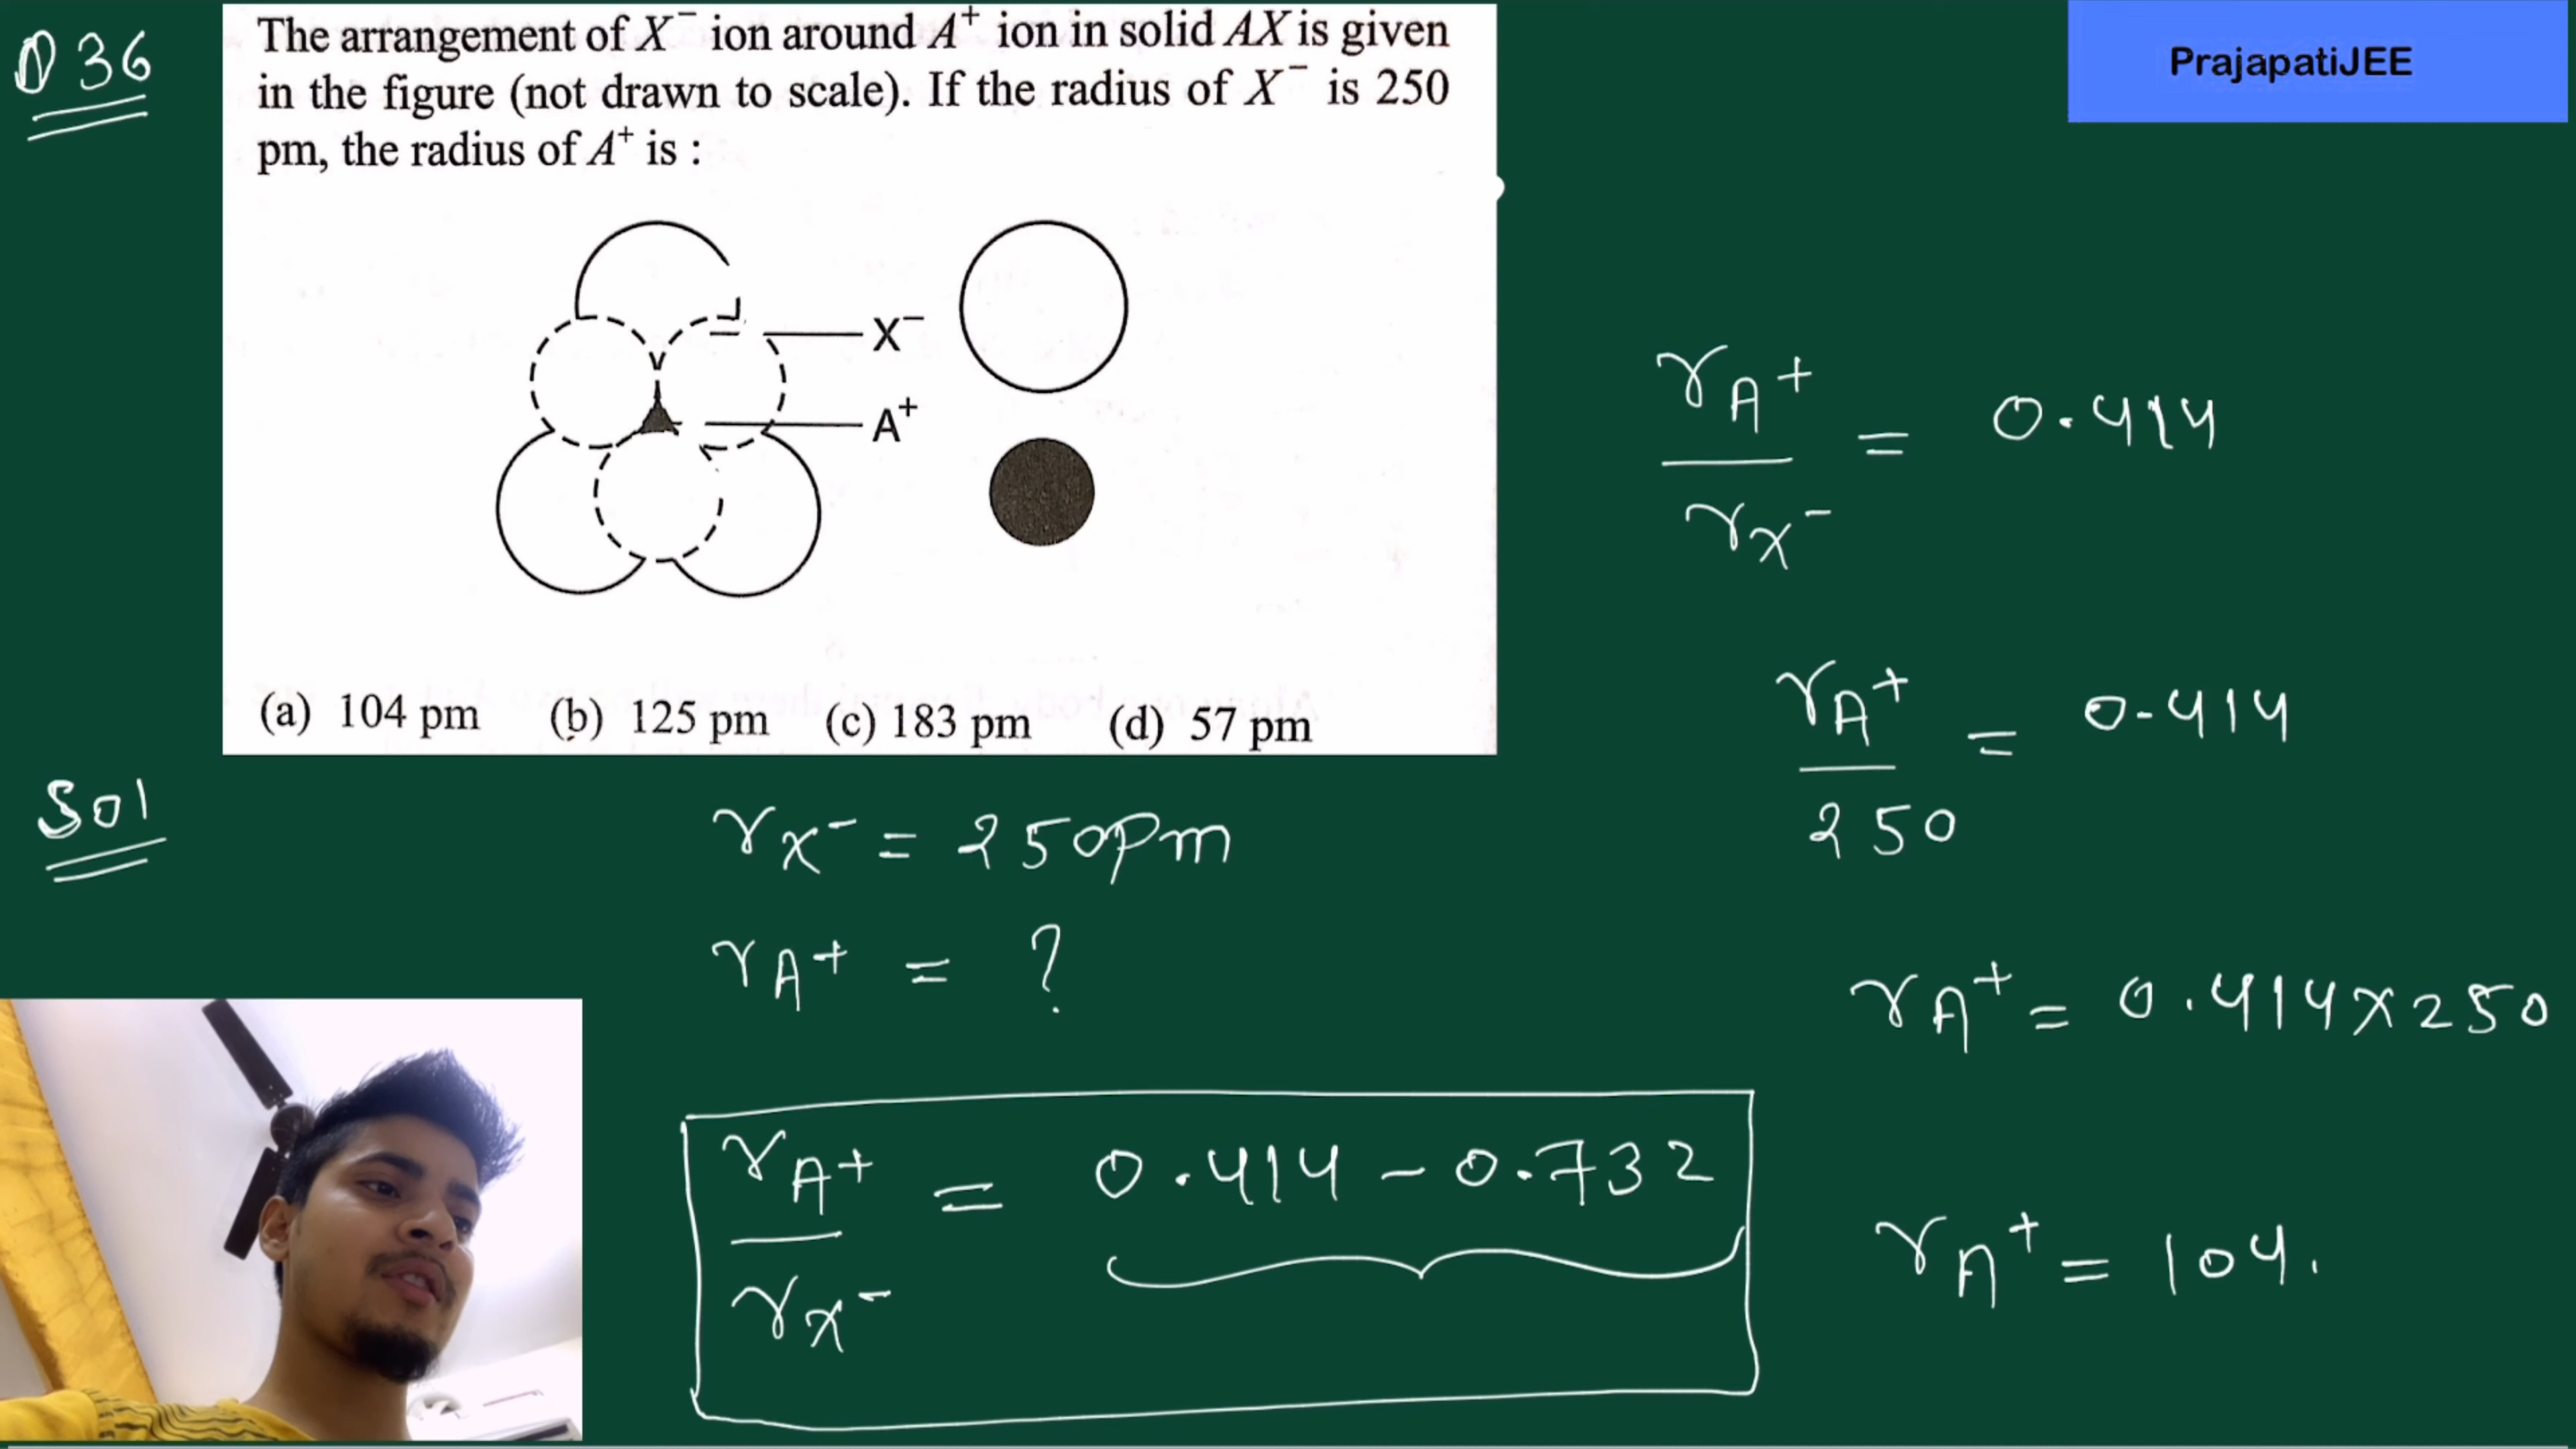 Q 36
The arrangement of X⁻ ion around A⁺ ion in solid AX is given
in the figure (not drawn to scale). If the radius of X⁻ is 250
pm, the radius of A⁺ is :
X⁻
A⁺
(a) 104 pm (b) 125 pm (c) 183 pm (d) 57 pm
PrajapatiJEE
Sol
rX⁻ = 250pm
rA⁺ = ?
rA⁺
/ rX⁻ = 0.414 - 0.732
rA⁺
/ rX⁻ = 0.414
rA⁺
/ 250 = 0.414
rA⁺ = 0.414×250
rA⁺ = 104.